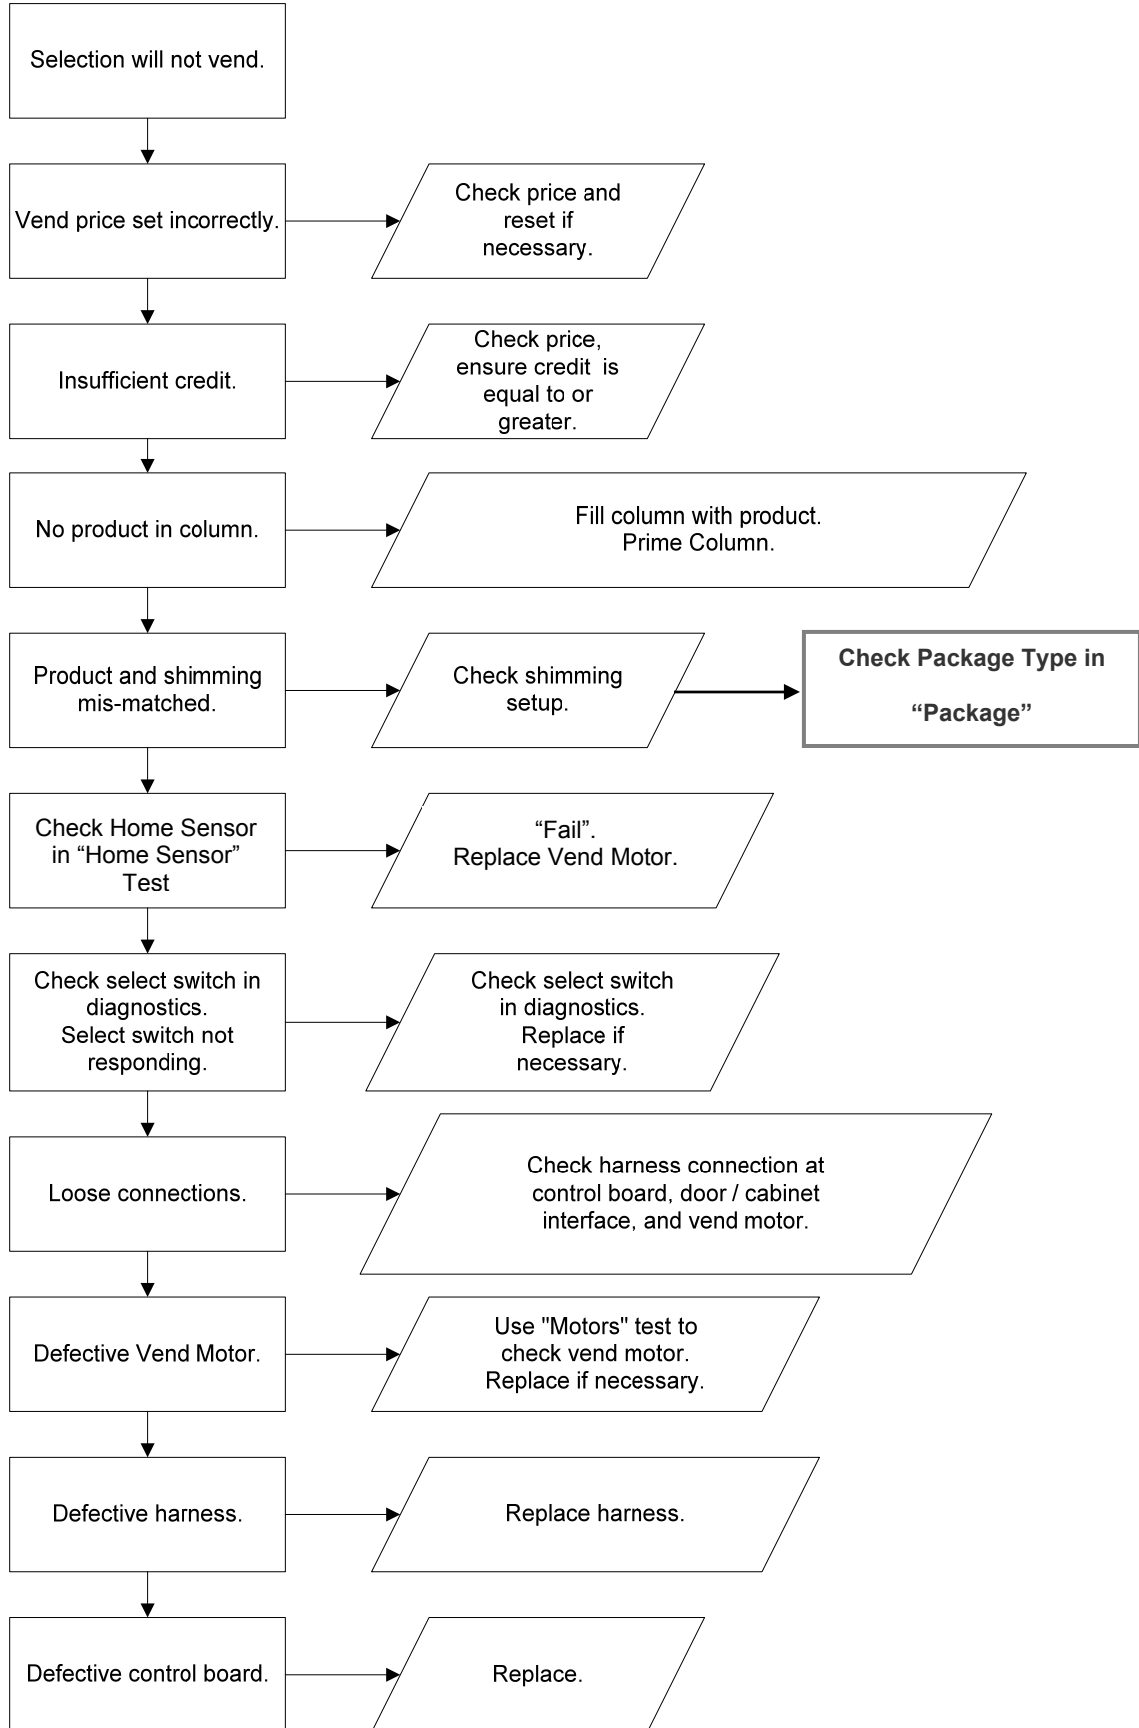 Selection will not vend.
Vend price set incorrectly.
Check price and
reset if
necessary.
Insufficient credit.
Check price,
ensure credit is
equal to or
greater.
No product in column.
Fill column with product.
Prime Column.
Product and shimming
mis-matched.
Check shimming
setup.
Check Package Type in
“Package”
Check Home Sensor
in “Home Sensor”
Test
“Fail”.
Replace Vend Motor.
Check select switch in
diagnostics.
Select switch not
responding.
Check select switch
in diagnostics.
Replace if
necessary.
Loose connections.
Check harness connection at
control board, door / cabinet
interface, and vend motor.
Defective Vend Motor.
Use "Motors" test to
check vend motor.
Replace if necessary.
Defective harness.
Replace harness.
Defective control board.
Replace.